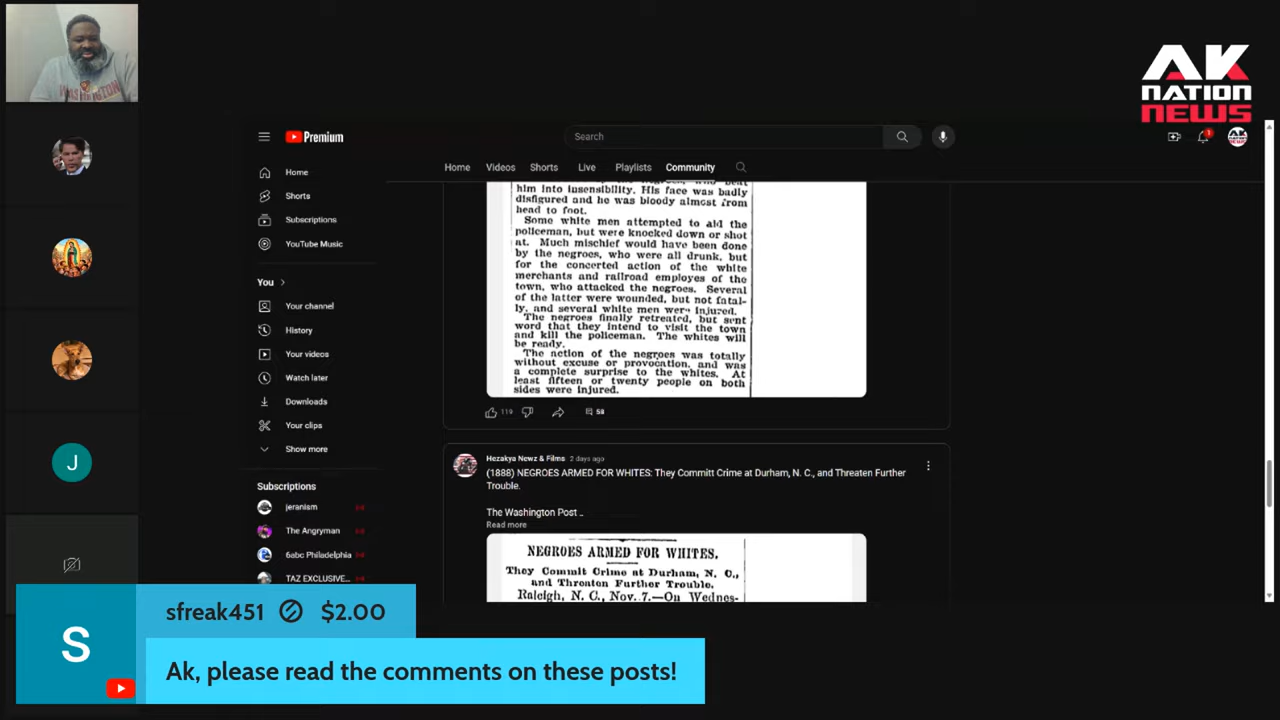 AK
NATION
NEWS
Premium
Search
1
Home Videos Shorts Live Playlists Community
Home
Shorts
Subscriptions
YouTube Music
You
Your channel
History
Your videos
Watch later
Downloads
Your clips
Show more
Subscriptions
jeranism
The Angryman
6abc Philadelphia
TAZ EXCLUSIVE...
him into insensibility. His face was badly
disfigured and he was bloody almost from
head to foot.
Some white men attempted to aid the
policeman, but were knocked down or shot
at. Much mischief would have been done
by the negroes, who were all drunk, but
for the concerted action of the white
merchants and railroad employes of the
town, who attacked the negroes. Several
of the latter were wounded, but not fatal-
ly, and several white men were injured.
The negroes finally retreated, but sent
word that they intend to visit the town
and kill the policeman. The whites will
be ready.
The action of the negroes was totally
without excuse or provocation, and was
a complete surprise to the whites. At
least fifteen or twenty people on both
sides were injured.
119 58
Hezakya Newz & Films 2 days ago
(1888) NEGROES ARMED FOR WHITES: They Committ Crime at Durham, N. C., and Threaten Further
Trouble.
The Washington Post ..
Read more
NEGROES ARMED FOR WHITES.
They Commit Crime at Durham, N. C.,
and Threaten Further Trouble.
Raleigh, N. C., Nov. 7.—On Wednes-
J
S
sfreak451 $2.00
Ak, please read the comments on these posts!